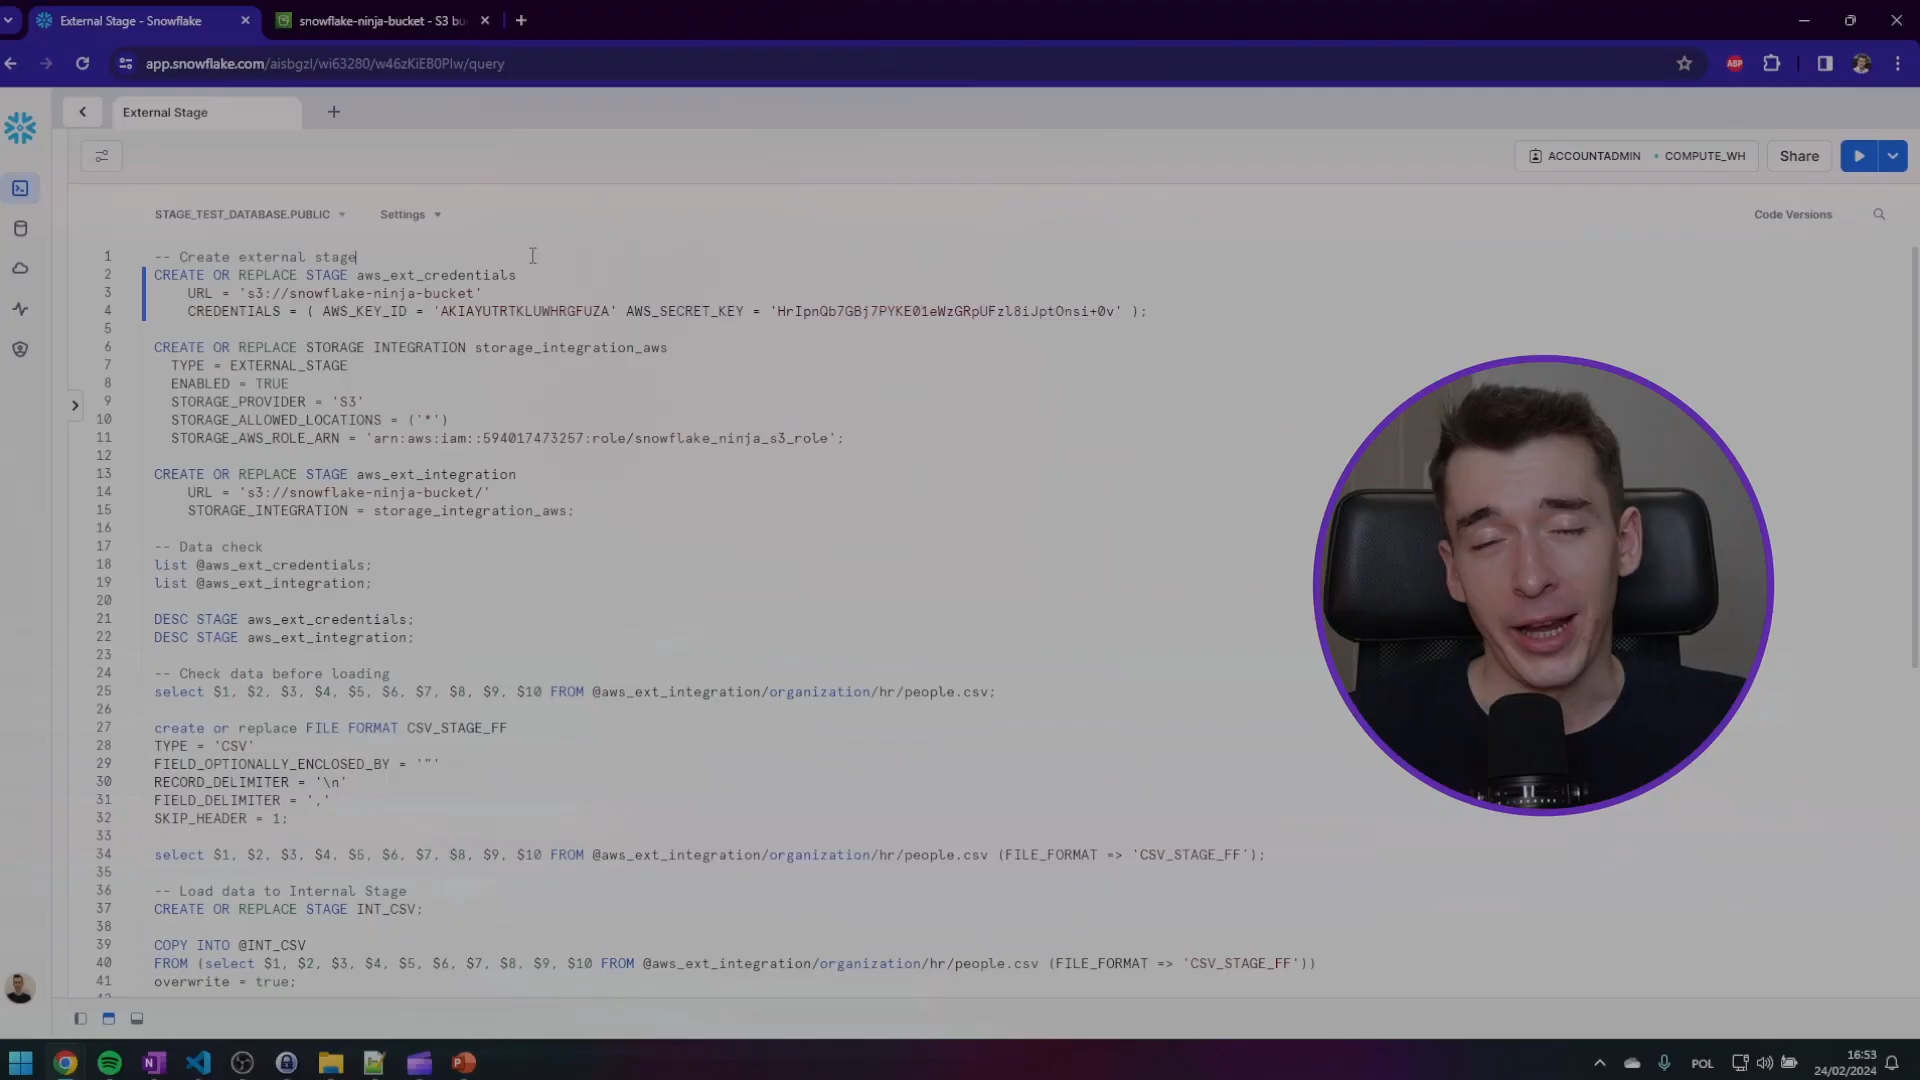 External Stage - Snowflake
snowflake-ninja-bucket - S3 bu
app.snowflake.com/aisbgzl/wi63280/w46zKiEB0Plw/query
ABP
External Stage
ACCOUNTADMIN • COMPUTE_WH
Share
STAGE_TEST_DATABASE.PUBLIC
Settings
Code Versions
1 -- Create external stage
2 CREATE OR REPLACE STAGE aws_ext_credentials
3 URL = 's3://snowflake-ninja-bucket'
4 CREDENTIALS = ( AWS_KEY_ID = 'AKIAYUTRTKLUWHRGFUZA' AWS_SECRET_KEY = 'HrIpnQb7GBj7PYKE01eWzGRpUFzl8iJptOnsi+0v' );
5
6 CREATE OR REPLACE STORAGE INTEGRATION storage_integration_aws
7 TYPE = EXTERNAL_STAGE
8 ENABLED = TRUE
9 STORAGE_PROVIDER = 'S3'
10 STORAGE_ALLOWED_LOCATIONS = ('*')
11 STORAGE_AWS_ROLE_ARN = 'arn:aws:iam::594017473257:role/snowflake_ninja_s3_role';
12
13 CREATE OR REPLACE STAGE aws_ext_integration
14 URL = 's3://snowflake-ninja-bucket/'
15 STORAGE_INTEGRATION = storage_integration_aws;
16
17 -- Data check
18 list @aws_ext_credentials;
19 list @aws_ext_integration;
20
21 DESC STAGE aws_ext_credentials;
22 DESC STAGE aws_ext_integration;
23
24 -- Check data before loading
25 select $1, $2, $3, $4, $5, $6, $7, $8, $9, $10 FROM @aws_ext_integration/organization/hr/people.csv;
26
27 create or replace FILE FORMAT CSV_STAGE_FF
28 TYPE = 'CSV'
29 FIELD_OPTIONALLY_ENCLOSED_BY = '"'
30 RECORD_DELIMITER = '\n'
31 FIELD_DELIMITER = ','
32 SKIP_HEADER = 1;
33
34 select $1, $2, $3, $4, $5, $6, $7, $8, $9, $10 FROM @aws_ext_integration/organization/hr/people.csv (FILE_FORMAT => 'CSV_STAGE_FF');
35
36 -- Load data to Internal Stage
37 CREATE OR REPLACE STAGE INT_CSV;
38
39 COPY INTO @INT_CSV
40 FROM (select $1, $2, $3, $4, $5, $6, $7, $8, $9, $10 FROM @aws_ext_integration/organization/hr/people.csv (FILE_FORMAT => 'CSV_STAGE_FF'))
41 overwrite = true;
POL
16:53
24/02/2024